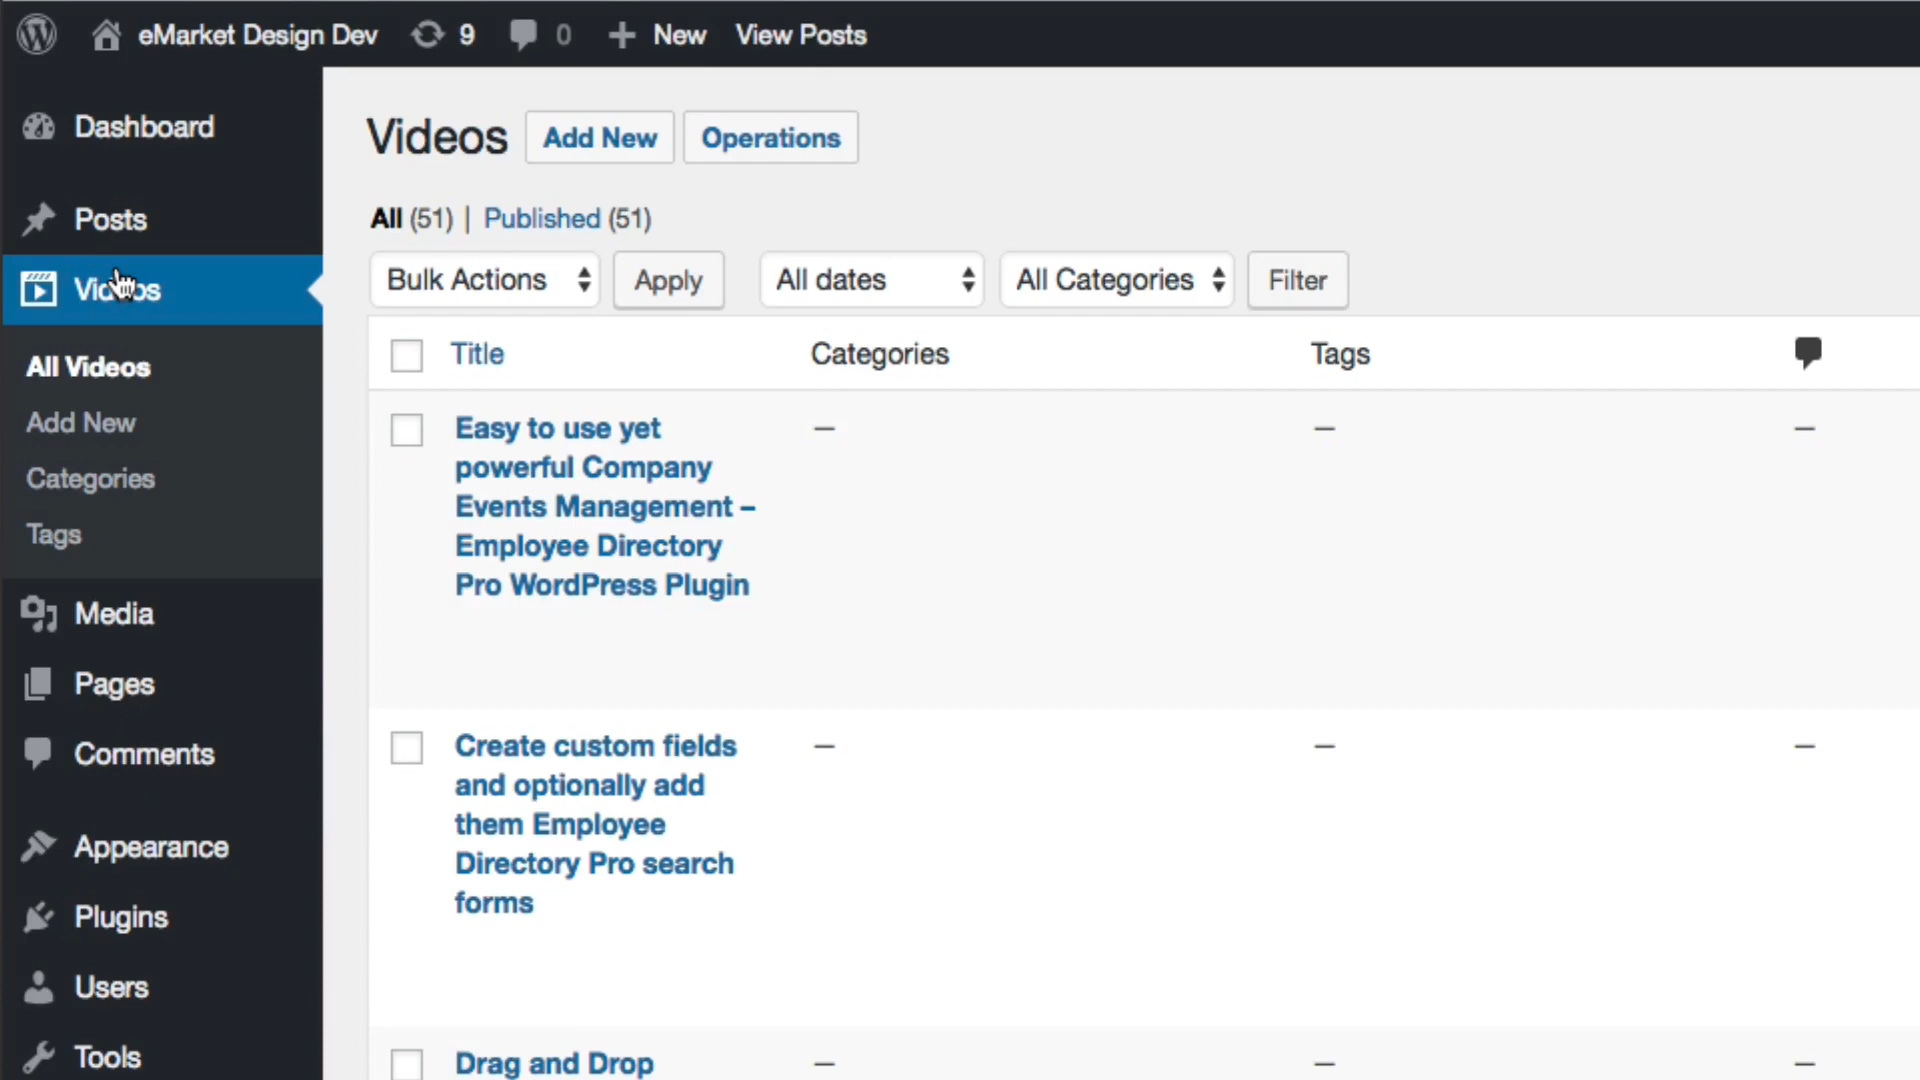 eMarket Design Dev 9 0 New View Posts
Dashboard
Posts
Videos
All Videos
Add New
Categories
Tags
Media
Pages
Comments
Appearance
Plugins
Users
Tools
Videos Add New Operations
All (51) | Published (51)
Bulk Actions Apply All dates All Categories Filter
Title Categories Tags
Easy to use yet — — —
powerful Company
Events Management –
Employee Directory
Pro WordPress Plugin
Create custom fields — — —
and optionally add
them Employee
Directory Pro search
forms
Drag and Drop — — —